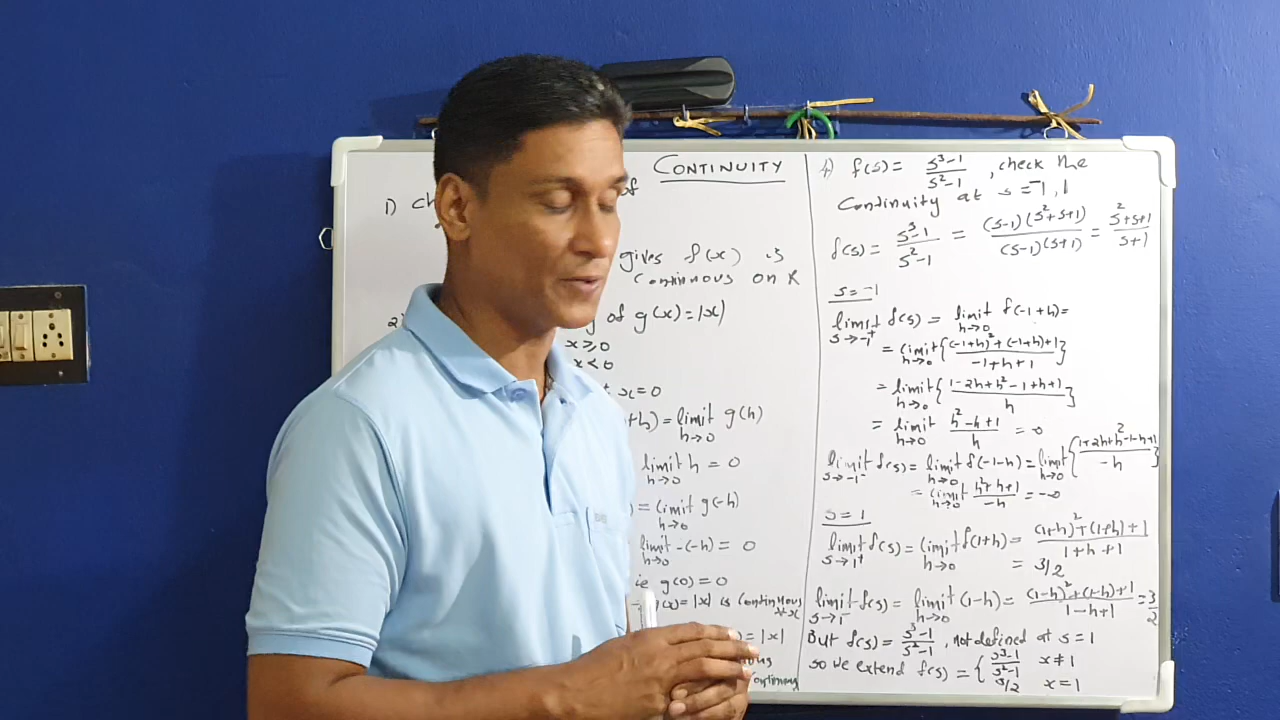 CONTINUITY
1) Ch of
gives f(x) is
continuous on R
2) of g(x)=|x|
x≥0
x<0
x=0
+h) = limit g(h)
h→0
limit h = 0
h→0
) = limit g(-h)
h→0
limit -(-h) = 0
h→0
ie g(0) = 0
= |x| is continuous
) = |x|
f(s) = s³-1/s²-1 , check the
Continuity at s = -1, 1
f(s) = s³-1/s²-1 = (s-1)(s²+s+1)/(s-1)(s+1) = s²+s+1/s+1
s = -1
limit f(s) = limit f(-1+h) =
s→-1⁺ h→0
= limit {(-1+h)²+(-1+h)+1/-1+h+1}
h→0
= limit {1-2h+h²-1+h+1/h}
h→0
= limit h²-h+1/h = ∞
h→0
limit f(s) = limit f(-1-h) = limit {1+2h+h²-1-h+1/-h}
s→-1⁻ h→0 h→0
= limit h²+h+1/-h = -∞
h→0
s = 1
limit f(s) = limit f(1+h) = (1+h)²+(1+h)+1/1+h+1
s→1⁺ h→0
= 3/2
limit f(s) = limit (1-h) = (1-h)²+(1-h)+1/1-h+1 = 3/2
s→1⁻ h→0
But f(s) = s³-1/s²-1 , not defined at s = 1
so we extend f(s) = { s³-1/s²-1 x≠1
3/2 x=1